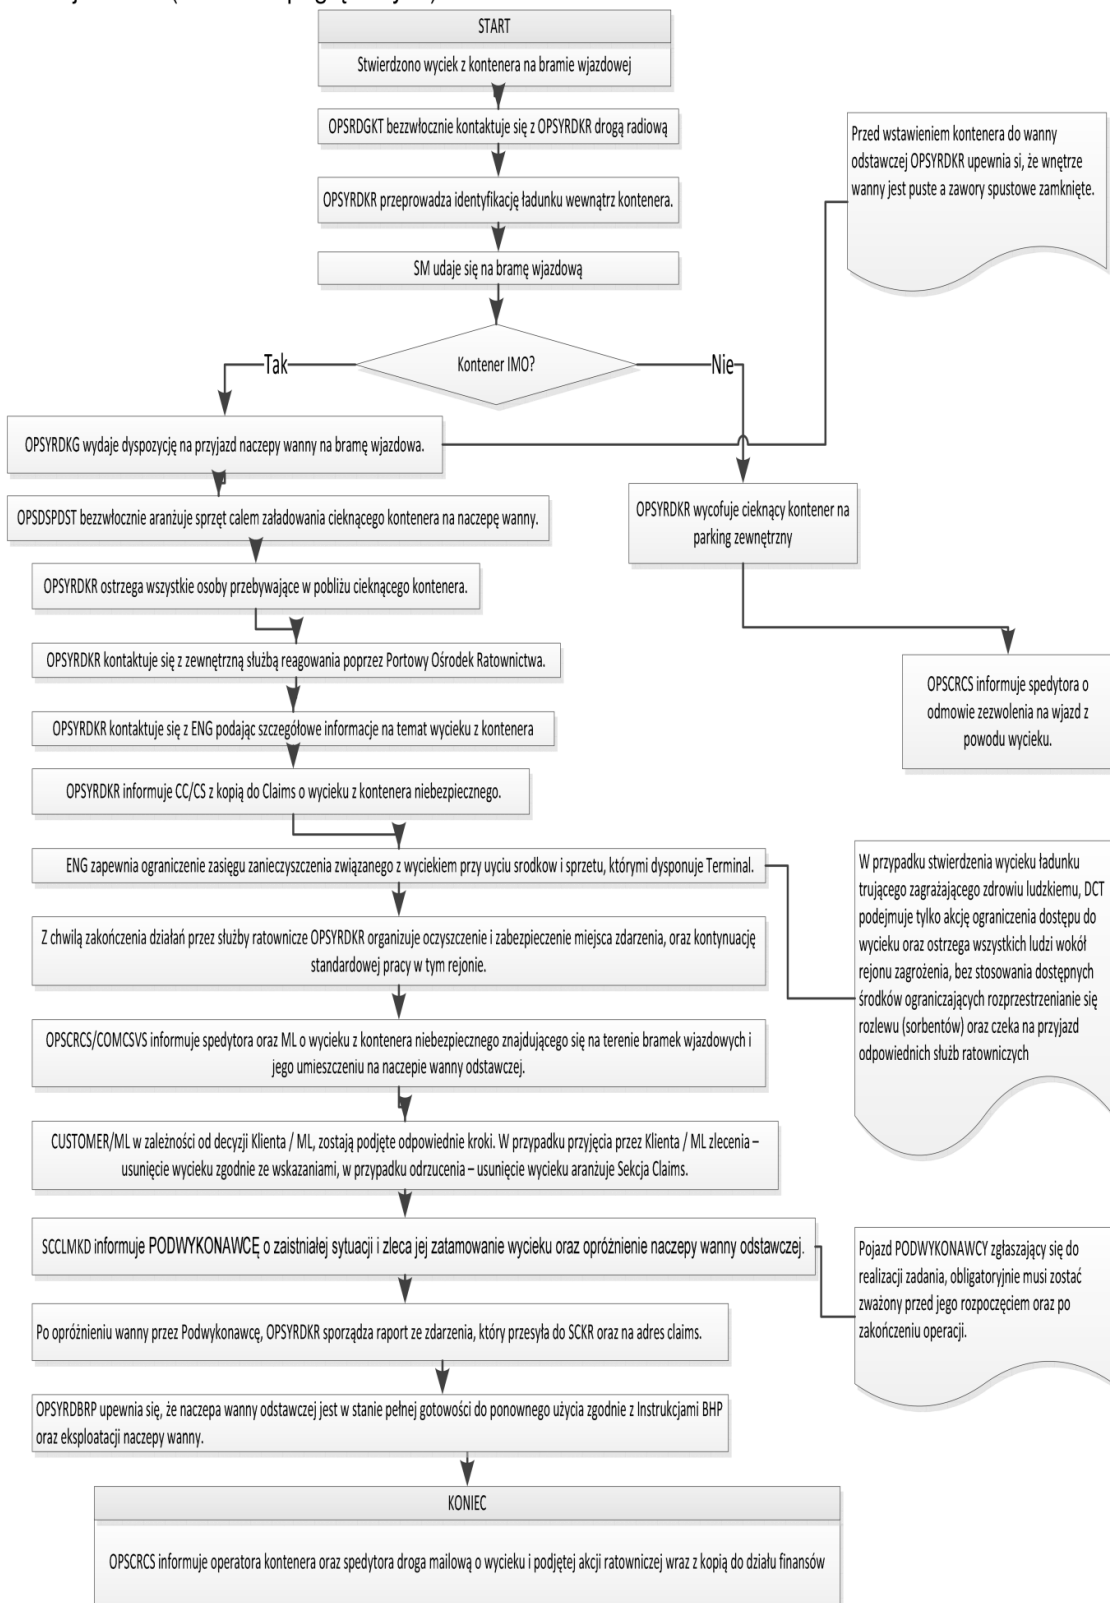 START
Stwierdzono wyciek z kontenera na bramie wjazdowej
OPSRDGKT bezzwłocznie kontaktuje się z OPSYRDKR drogą radiową
OPSYRDKR przeprowadza identyfikację ładunku wewnątrz kontenera.
SM udaje się na bramę wjazdową
Przed wstawieniem kontenera do wanny
odstawczej OPSYRDKR upewnia si, że wnętrze
wanny jest puste a zawory spustowe zamknięte.
Kontener IMO?
Tak
Nie
OPSYRDKG wydaje dyspozycję na przyjazd naczepy wanny na bramę wjazdowa.
OPSDSPDST bezzwłocznie aranżuje sprzęt calem załadowania cieknącego kontenera na naczepę wanny.
OPSYRDKR wycofuje cieknący kontener na
parking zewnętrzny
OPSYRDKR ostrzega wszystkie osoby przebywające w pobliżu cieknącego kontenera.
OPSYRDKR kontaktuje się z zewnętrzną służbą reagowania poprzez Portowy Ośrodek Ratownictwa.
OPSCRCS informuje spedytora o
odmowie zezwolenia na wjazd z
powodu wycieku.
OPSYRDKR kontaktuje się z ENG podając szczegółowe informacje na temat wycieku z kontenera
OPSYRDKR informuje CC/CS z kopią do Claims o wycieku z kontenera niebezpiecznego.
ENG zapewnia ograniczenie zasięgu zanieczyszczenia związanego z wyciekiem przy uyciu srodkow i sprzetu, którymi dysponuje Terminal.
W przypadku stwierdzenia wycieku ładunku
trującego zagrażającego zdrowiu ludzkiemu, DCT
podejmuje tylko akcję ograniczenia dostępu do
wycieku oraz ostrzega wszystkich ludzi wokół
rejonu zagrożenia, bez stosowania dostępnych
środków ograniczających rozprzestrzenianie się
rozlewu (sorbentów) oraz czeka na przyjazd
odpowiednich służb ratowniczych
Z chwilą zakończenia działań przez służby ratownicze OPSYRDKR organizuje oczyszczenie i zabezpieczenie miejsca zdarzenia, oraz kontynuację
standardowej pracy w tym rejonie.
OPSCRCS/COMCSVS informuje spedytora oraz ML o wycieku z kontenera niebezpiecznego znajdującego się na terenie bramek wjazdowych i
jego umieszczeniu na naczepie wanny odstawczej.
CUSTOMER/ML w zależności od decyzji Klienta / ML, zostają podjęte odpowiednie kroki. W przypadku przyjęcia przez Klienta / ML zlecenia –
usunięcie wycieku zgodnie ze wskazaniami, w przypadku odrzucenia – usunięcie wycieku aranżuje Sekcja Claims.
SCCLMKD informuje PODWYKONAWCĘ o zaistniałej sytuacji i zleca jej zatamowanie wycieku oraz opróżnienie naczepy wanny odstawczej.
Pojazd PODWYKONAWCY zgłaszający się do
realizacji zadania, obligatoryjnie musi zostać
zważony przed jego rozpoczęciem oraz po
zakończeniu operacji.
Po opróżnieniu wanny przez Podwykonawcę, OPSYRDKR sporządza raport ze zdarzenia, który przesyła do SCKR oraz na adres claims.
OPSYRDBRP upewnia się, że naczepa wanny odstawczej jest w stanie pełnej gotowości do ponownego użycia zgodnie z Instrukcjami BHP
oraz eksploatacji naczepy wanny.
KONIEC
OPSCRCS informuje operatora kontenera oraz spedytora droga mailową o wycieku i podjętej akcji ratowniczej wraz z kopią do działu finansów